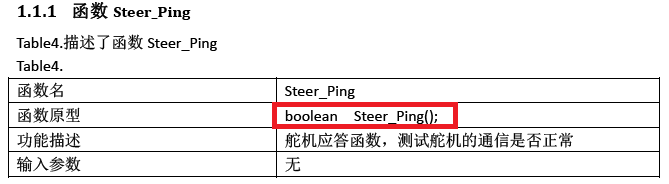 1.1.1 函数 Steer_Ping
Table4.描述了函数 Steer_Ping
Table4.
函数名 Steer_Ping
函数原型 boolean Steer_Ping();
功能描述 舵机应答函数，测试舵机的通信是否正常
输入参数 无